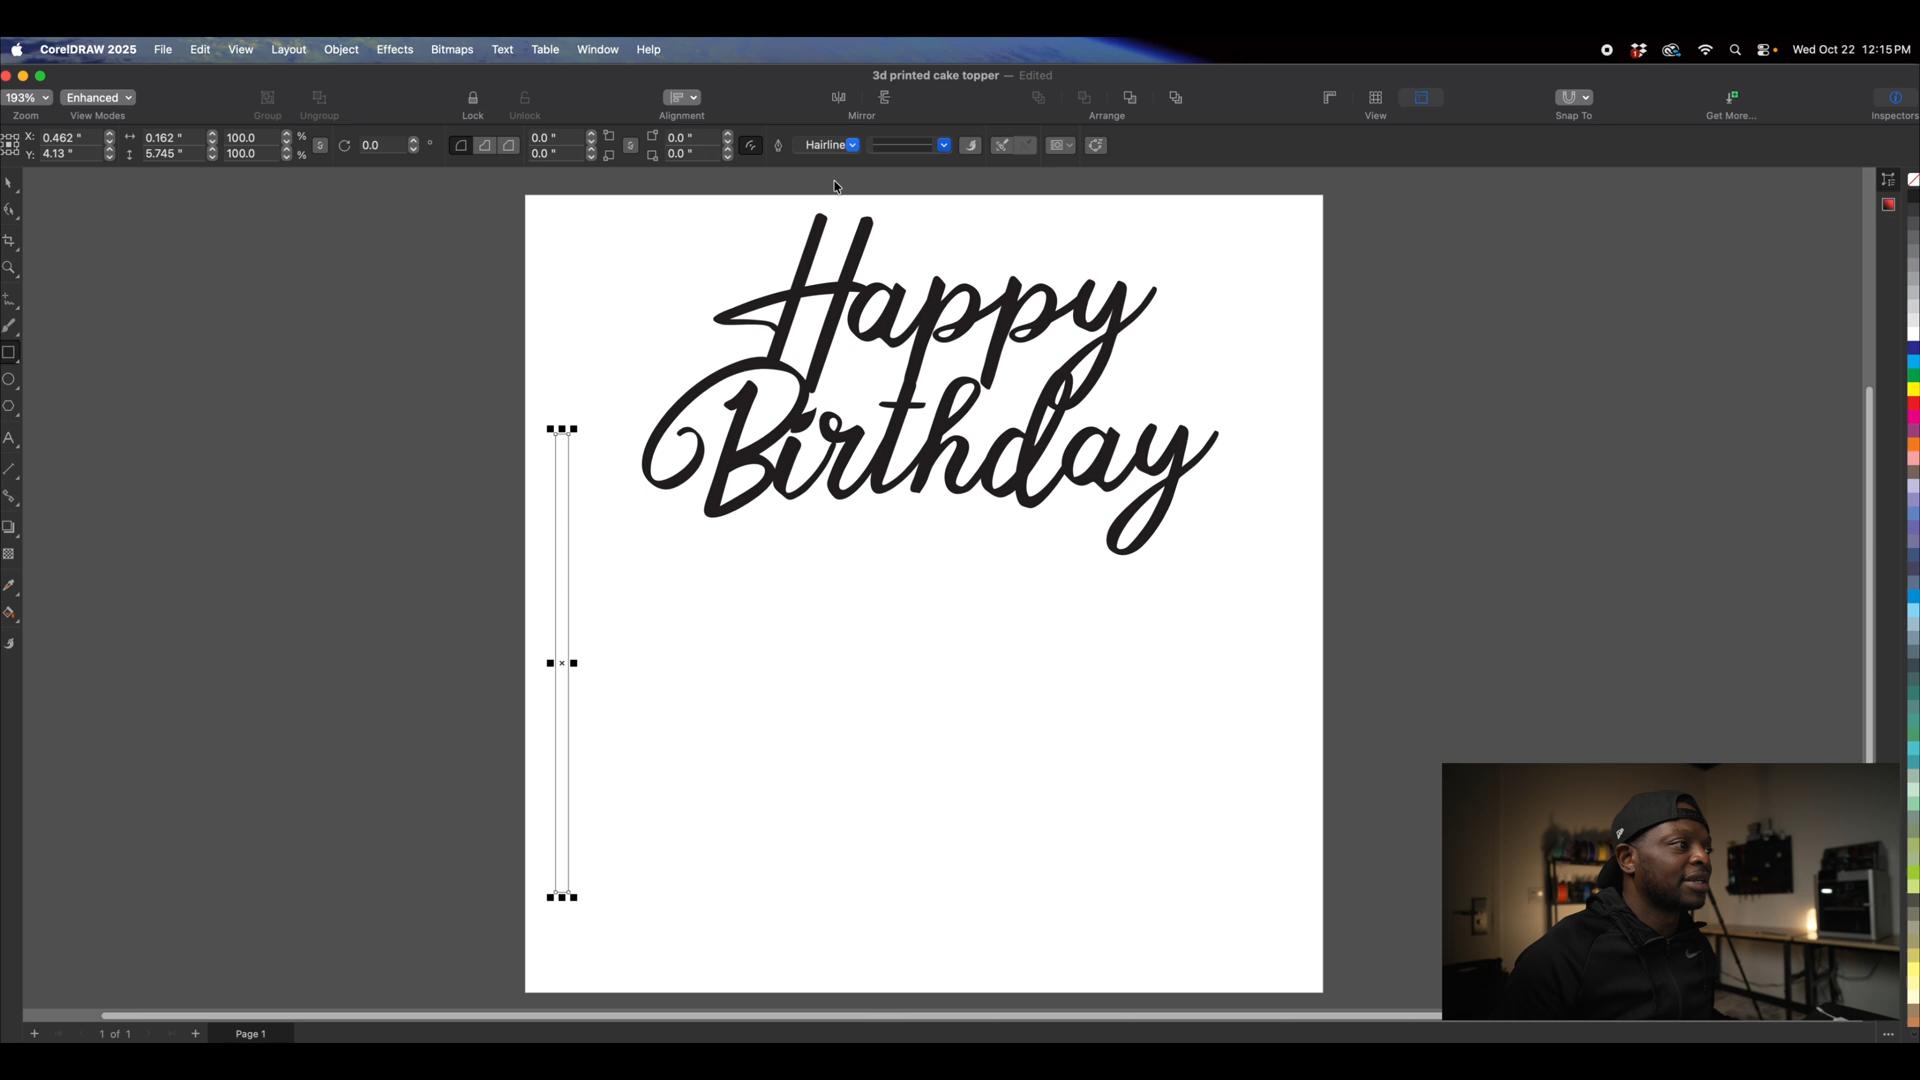 CorelDRAW 2025 File Edit View Layout Object Effects Bitmaps Text Table Window Help 1 Wed Oct 22 12:15 PM
3d printed cake topper — Edited
193% Enhanced
Zoom View Modes Group Ungroup Lock Unlock Alignment Mirror Arrange View Snap To Get More... Inspectors
X: 0.462 " 0.162 " 100.0 % 0.0 ° 0.0 " 0.0 " Hairline
Y: 4.13 " 5.745 " 100.0 % 0.0 " 0.0 "
Happy
Birthday
1 of 1 Page 1